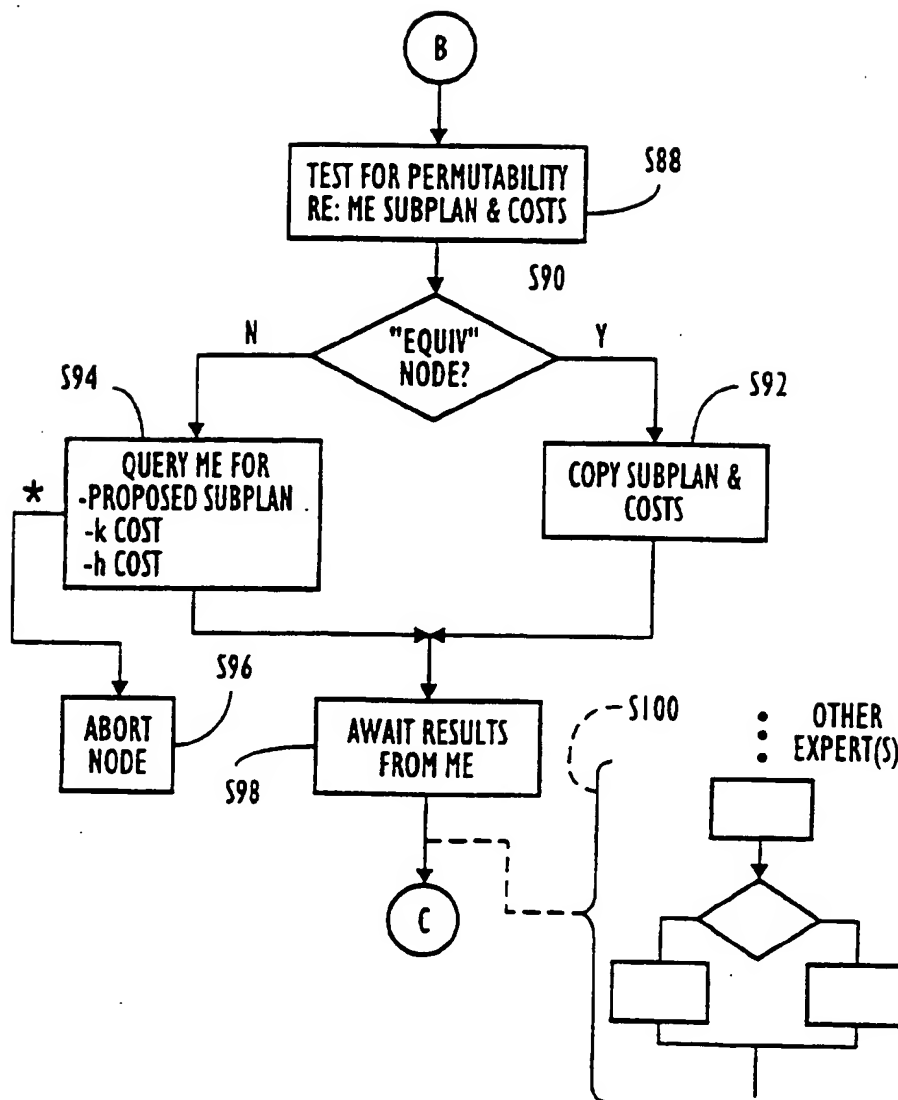 B
TEST FOR PERMUTABILITY
RE: ME SUBPLAN & COSTS
S88
S90
"EQUIV"
NODE?
N
Y
S94
S92
QUERY ME FOR
-PROPOSED SUBPLAN
-k COST
-h COST
*
COPY SUBPLAN &
COSTS
S96
ABORT
NODE
AWAIT RESULTS
FROM ME
S98
S100
OTHER
EXPERT(S)
C